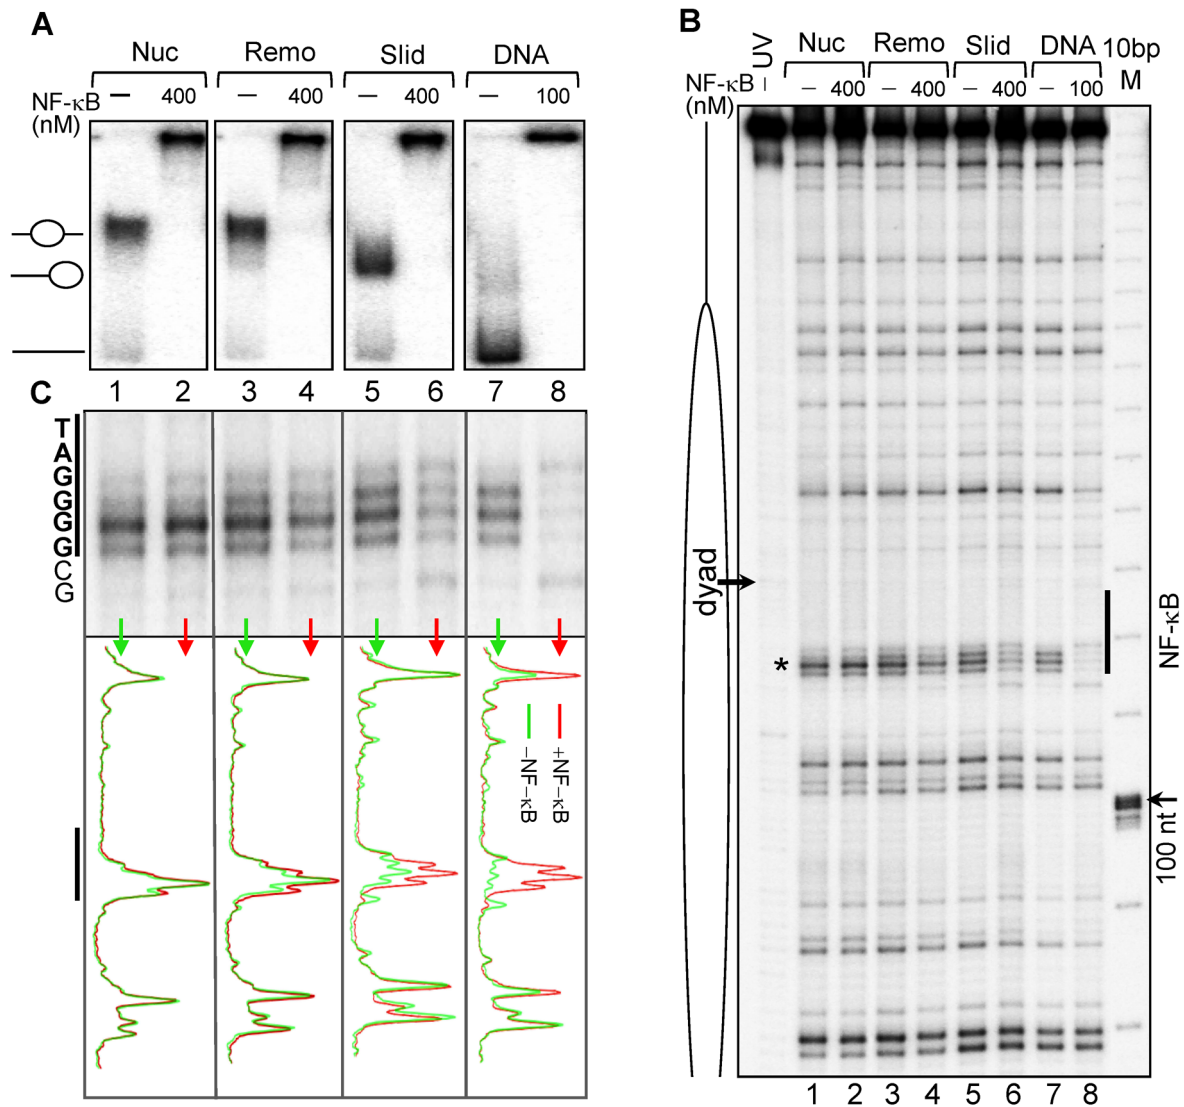 A
Nuc Remo Slid DNA
NF-κB (nM) – 400 – 400 – 400 – 100
1 2 3 4 5 6 7 8
B
UV Nuc Remo Slid DNA 10bp
NF-κB (nM) – – 400 – 400 – 400 – 100 M
dyad
*
NF-κB
100 nt
1 2 3 4 5 6 7 8
C
T
A
G
G
G
G
C
G
–NF–κB
+NF–κB